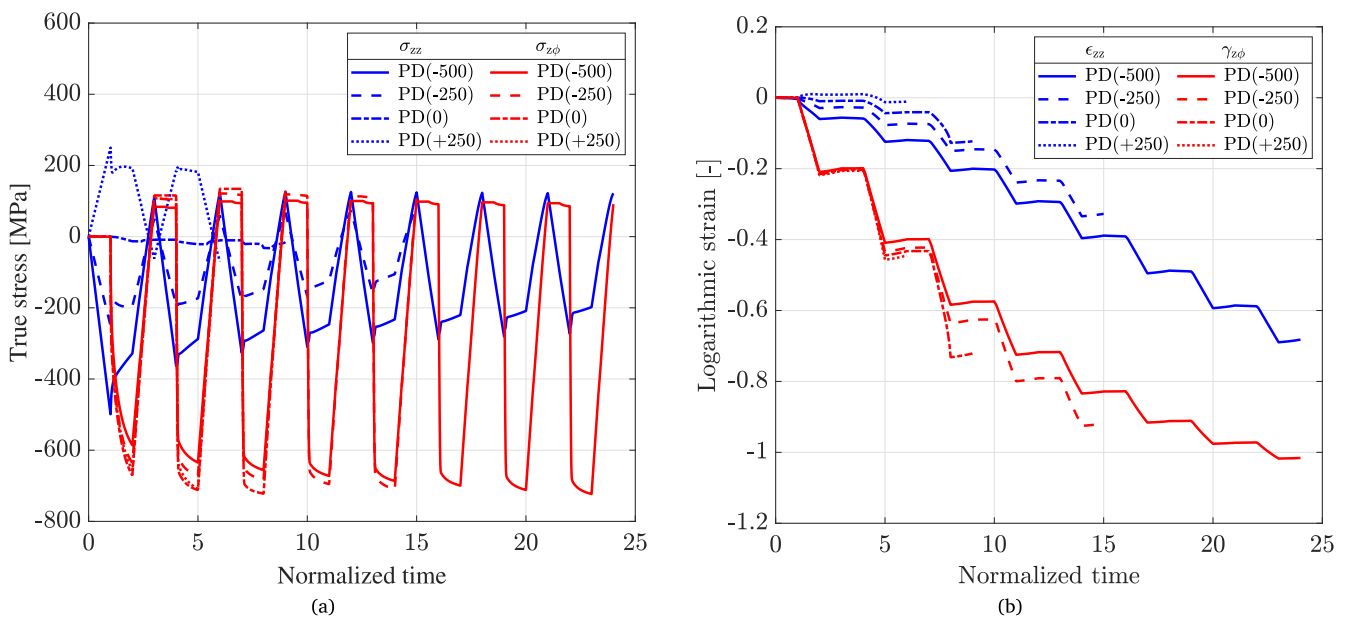 600
400
200
0
-200
-400
-600
-800
True stress [MPa]
0 5 10 15 20 25
Normalized time
σzz σzϕ
PD(-500) PD(-500)
PD(-250) PD(-250)
PD(0) PD(0)
PD(+250) PD(+250)
(a)
0.2
0
-0.2
-0.4
-0.6
-0.8
-1
-1.2
Logarithmic strain [-]
0 5 10 15 20 25
Normalized time
ϵzz γzϕ
PD(-500) PD(-500)
PD(-250) PD(-250)
PD(0) PD(0)
PD(+250) PD(+250)
(b)